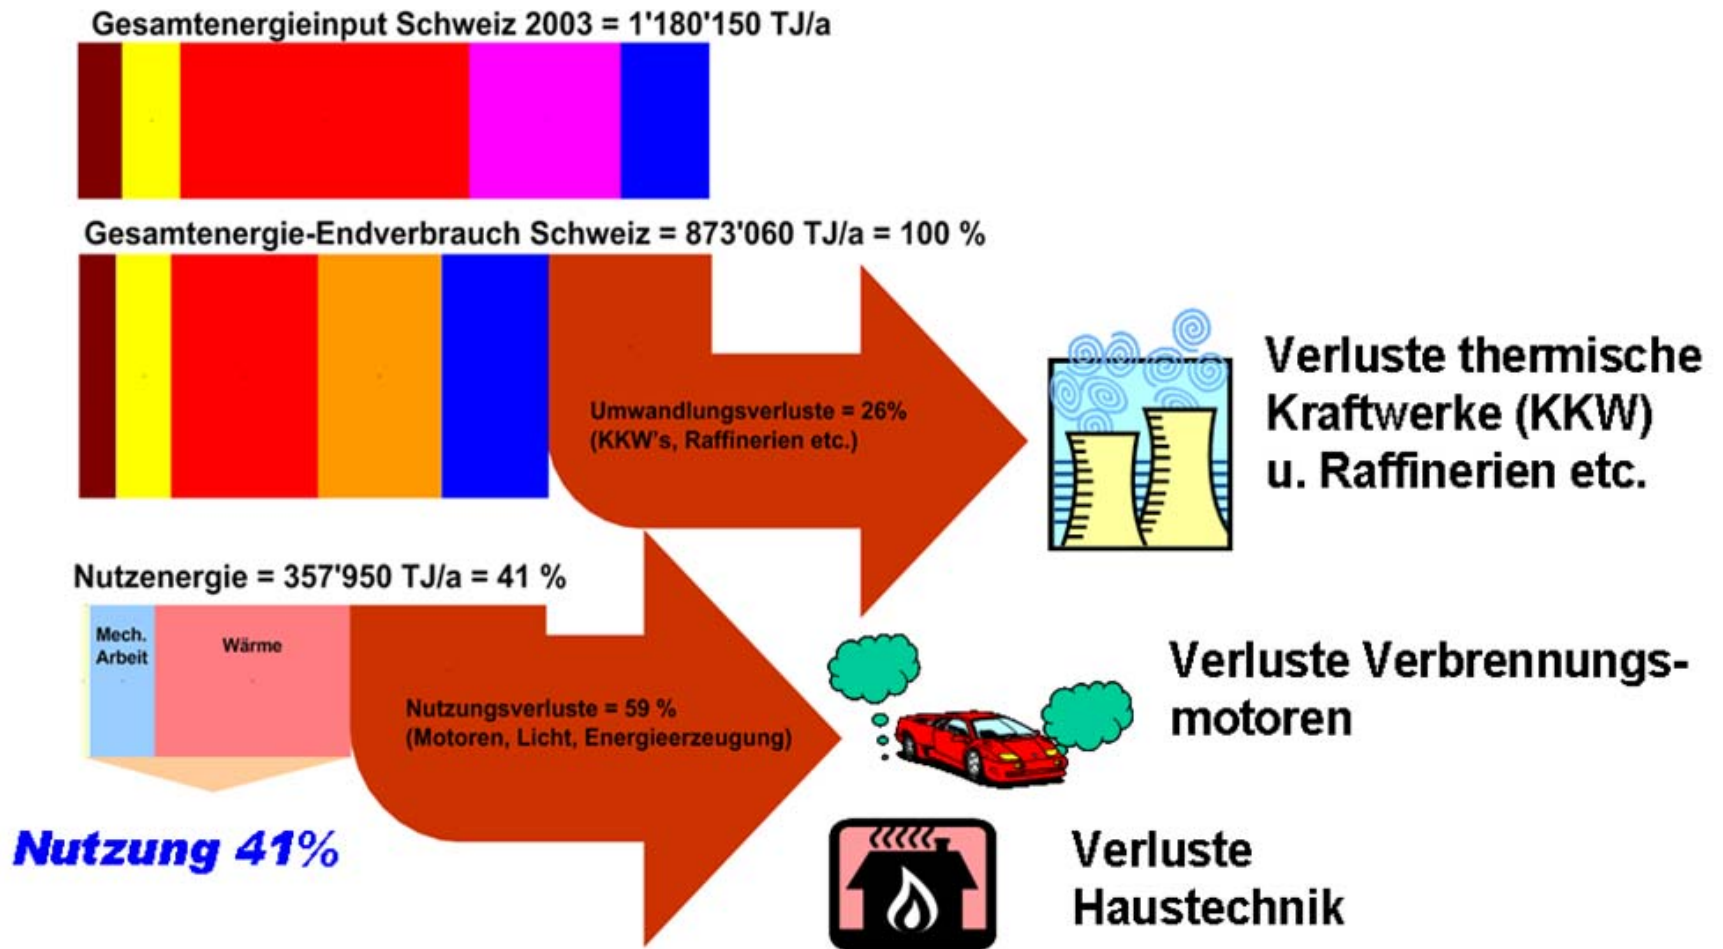 Gesamtenergieinput Schweiz 2003 = 1'180'150 TJ/a
Gesamtenergie-Endverbrauch Schweiz = 873'060 TJ/a = 100 %
Umwandlungsverluste = 26%
(KKW's, Raffinerien etc.)
Verluste thermische
Kraftwerke (KKW)
u. Raffinerien etc.
Nutzenergie = 357'950 TJ/a = 41 %
Mech.
Arbeit
Wärme
Nutzungsverluste = 59 %
(Motoren, Licht, Energieerzeugung)
Verluste Verbrennungs-
motoren
Nutzung 41%
Verluste
Haustechnik